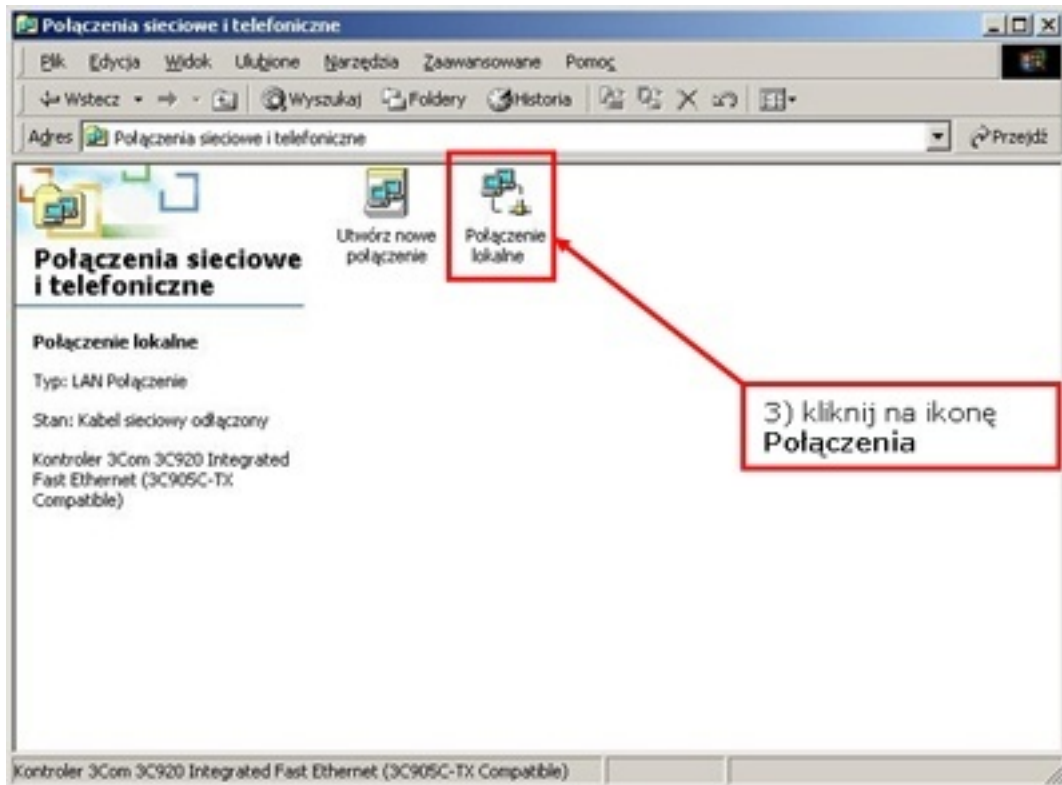 Połączenia sieciowe i telefoniczne
Plik Edycja Widok Ulubione Narzędzia Zaawansowane Pomoc
Wstecz Wyszukaj Foldery Historia
Adres Połączenia sieciowe i telefoniczne Przejdź
Utwórz nowe
połączenie
Połączenie
lokalne
Połączenia sieciowe
i telefoniczne
Połączenie lokalne
Typ: LAN Połączenie
Stan: Kabel sieciowy odłączony
Kontroler 3Com 3C920 Integrated
Fast Ethernet (3C905C-TX
Compatible)
3) kliknij na ikonę
Połączenia
Kontroler 3Com 3C920 Integrated Fast Ethernet (3C905C-TX Compatible)